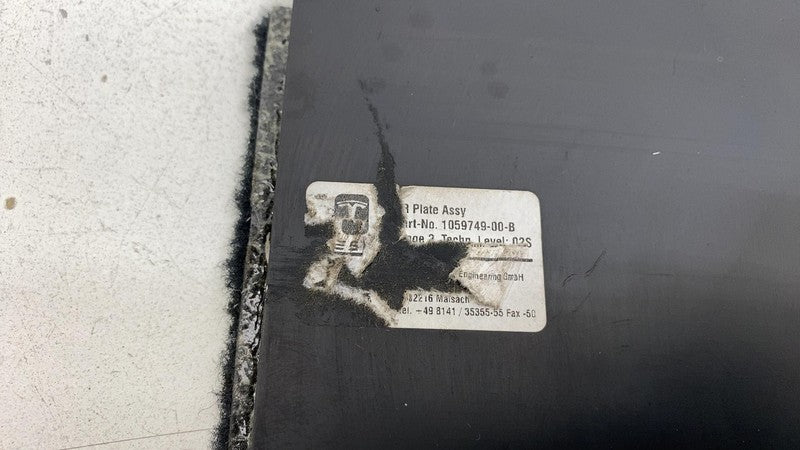 R Plate Assy
art-No. 1059749-00-B
age 2, Techn. Level: 02S
Engineering GmbH
82216 Maisach
el. +49 8141 / 35355-55 Fax -50